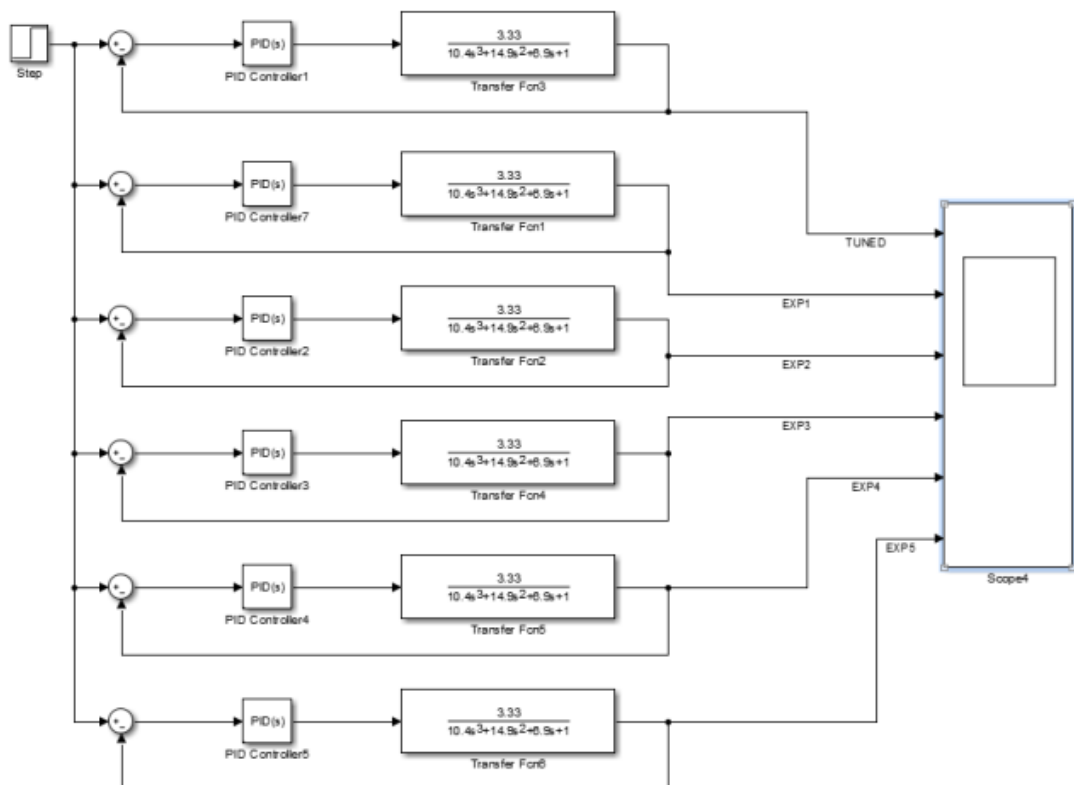 Step
+
-
PID(s)
PID Controller1
3.33
10.4s³+14.9s²+6.9s+1
Transfer Fcn3
+
-
PID(s)
PID Controller7
3.33
10.4s³+14.9s²+6.9s+1
Transfer Fcn1
TUNED
EXP1
+
-
PID(s)
PID Controller2
3.33
10.4s³+14.9s²+6.9s+1
Transfer Fcn2
EXP2
+
-
PID(s)
PID Controller3
3.33
10.4s³+14.9s²+6.9s+1
Transfer Fcn4
EXP3
EXP4
EXP5
Scope4
+
-
PID(s)
PID Controller4
3.33
10.4s³+14.9s²+6.9s+1
Transfer Fcn5
+
-
PID(s)
PID Controller5
3.33
10.4s³+14.9s²+6.9s+1
Transfer Fcn6